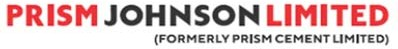 PRISM JOHNSON LIMITED
(FORMERLY PRISM CEMENT LIMITED)